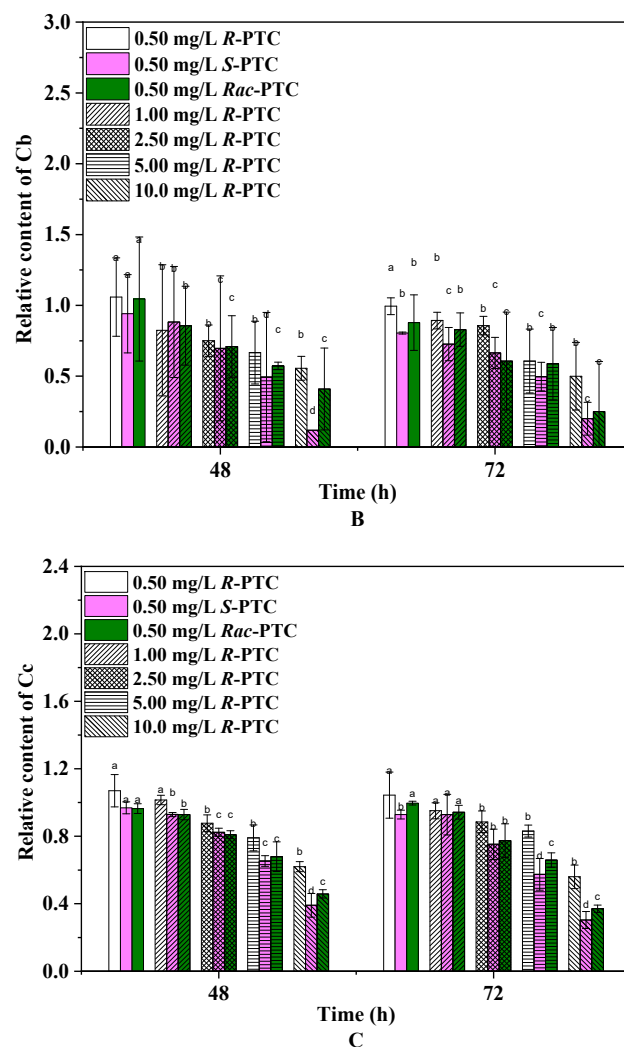 3.0
2.5
2.0
1.5
1.0
0.5
0.0
Relative content of Cb
0.50 mg/L R-PTC
0.50 mg/L S-PTC
0.50 mg/L Rac-PTC
1.00 mg/L R-PTC
2.50 mg/L R-PTC
5.00 mg/L R-PTC
10.0 mg/L R-PTC
a a a b b b b c c b c c b d c
a b b b c b b c c b c b b c c
48 72
Time (h)
B
2.4
2.0
1.6
1.2
0.8
0.4
0.0
Relative content of Cc
0.50 mg/L R-PTC
0.50 mg/L S-PTC
0.50 mg/L Rac-PTC
1.00 mg/L R-PTC
2.50 mg/L R-PTC
5.00 mg/L R-PTC
10.0 mg/L R-PTC
a a a a b b b c c b c c b d c
a b a a a a b b b b d c b d c
48 72
Time (h)
C